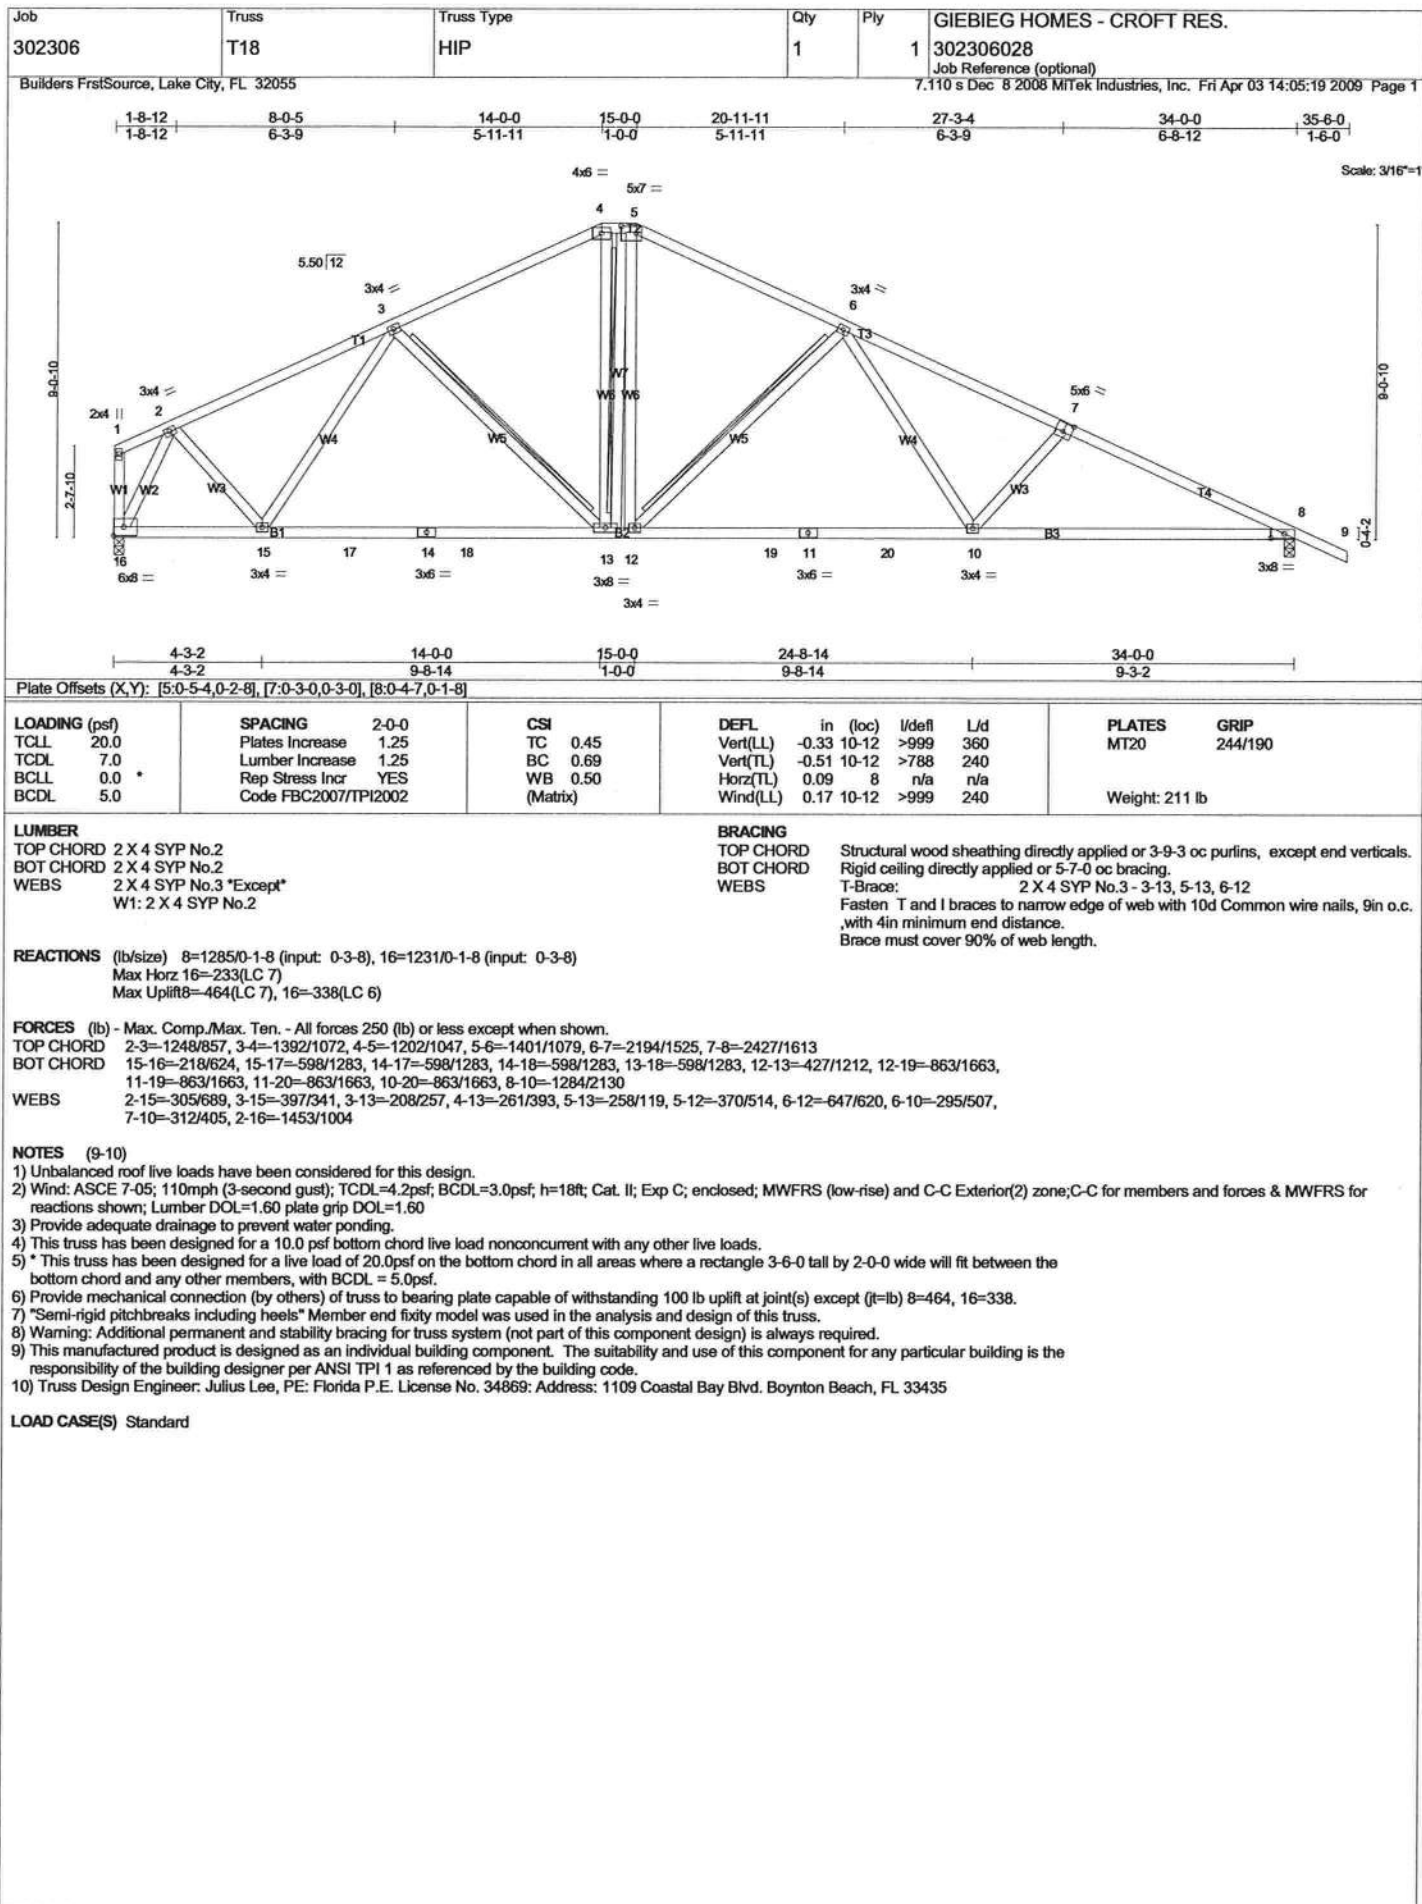 Job Truss Truss Type Qty Ply GIEBIEG HOMES - CROFT RES.
302306 T18 HIP 1 1 302306028
Job Reference (optional)
Builders FrstSource, Lake City, FL 32055 7.110 s Dec 8 2008 MiTek Industries, Inc. Fri Apr 03 14:05:19 2009 Page 1
1-8-12 8-0-5 14-0-0 15-0-0 20-11-11 27-3-4 34-0-0 35-6-0
1-8-12 6-3-9 5-11-11 1-0-0 5-11-11 6-3-9 6-8-12 1-6-0
Scale: 3/16"=1
4x6 =
5x7 =
4 5
T2
5.50 12
3x4 = 3x4 =
3 6
T1 T3
9-0-10 9-0-10
W7
W6 W6
3x4 = 5x6 =
2x4 || 2 7
1
W4 W5 W5 W4
2-7-10 W1 W2 W3 W3 T4
8
B1 B2 B3 9 0-4-2
16 15 17 14 18 13 12 19 11 20 10
6x8 = 3x4 = 3x6 = 3x8 = 3x6 = 3x4 = 3x8 =
3x4 =
4-3-2 14-0-0 15-0-0 24-8-14 34-0-0
4-3-2 9-8-14 1-0-0 9-8-14 9-3-2
Plate Offsets (X,Y): [5:0-5-4,0-2-8], [7:0-3-0,0-3-0], [8:0-4-7,0-1-8]
LOADING (psf) SPACING 2-0-0 CSI DEFL in (loc) l/defl L/d PLATES GRIP
TCLL 20.0 Plates Increase 1.25 TC 0.45 Vert(LL) -0.33 10-12 >999 360 MT20 244/190
TCDL 7.0 Lumber Increase 1.25 BC 0.69 Vert(TL) -0.51 10-12 >788 240
BCLL 0.0 * Rep Stress Incr YES WB 0.50 Horz(TL) 0.09 8 n/a n/a
BCDL 5.0 Code FBC2007/TPI2002 (Matrix) Wind(LL) 0.17 10-12 >999 240 Weight: 211 lb
LUMBER
TOP CHORD 2 X 4 SYP No.2
BOT CHORD 2 X 4 SYP No.2
WEBS 2 X 4 SYP No.3 *Except*
W1: 2 X 4 SYP No.2
BRACING
TOP CHORD Structural wood sheathing directly applied or 3-9-3 oc purlins, except end verticals.
BOT CHORD Rigid ceiling directly applied or 5-7-0 oc bracing.
WEBS T-Brace: 2 X 4 SYP No.3 - 3-13, 5-13, 6-12
Fasten T and I braces to narrow edge of web with 10d Common wire nails, 9in o.c.
,with 4in minimum end distance.
Brace must cover 90% of web length.
REACTIONS (lb/size) 8=1285/0-1-8 (input: 0-3-8), 16=1231/0-1-8 (input: 0-3-8)
Max Horz 16=-233(LC 7)
Max Uplift8=-464(LC 7), 16=-338(LC 6)
FORCES (lb) - Max. Comp./Max. Ten. - All forces 250 (lb) or less except when shown.
TOP CHORD 2-3=-1248/857, 3-4=-1392/1072, 4-5=-1202/1047, 5-6=-1401/1079, 6-7=-2194/1525, 7-8=-2427/1613
BOT CHORD 15-16=-218/624, 15-17=-598/1283, 14-17=-598/1283, 14-18=-598/1283, 13-18=-598/1283, 12-13=-427/1212, 12-19=-863/1663,
11-19=-863/1663, 11-20=-863/1663, 10-20=-863/1663, 8-10=-1284/2130
WEBS 2-15=-305/689, 3-15=-397/341, 3-13=-208/257, 4-13=-261/393, 5-13=-258/119, 5-12=-370/514, 6-12=-647/620, 6-10=-295/507,
7-10=-312/405, 2-16=-1453/1004
NOTES (9-10)
1) Unbalanced roof live loads have been considered for this design.
2) Wind: ASCE 7-05; 110mph (3-second gust); TCDL=4.2psf; BCDL=3.0psf; h=18ft; Cat. II; Exp C; enclosed; MWFRS (low-rise) and C-C Exterior(2) zone;C-C for members and forces & MWFRS for
reactions shown; Lumber DOL=1.60 plate grip DOL=1.60
3) Provide adequate drainage to prevent water ponding.
4) This truss has been designed for a 10.0 psf bottom chord live load nonconcurrent with any other live loads.
5) * This truss has been designed for a live load of 20.0psf on the bottom chord in all areas where a rectangle 3-6-0 tall by 2-0-0 wide will fit between the
bottom chord and any other members, with BCDL = 5.0psf.
6) Provide mechanical connection (by others) of truss to bearing plate capable of withstanding 100 lb uplift at joint(s) except (jt=lb) 8=464, 16=338.
7) "Semi-rigid pitchbreaks including heels" Member end fixity model was used in the analysis and design of this truss.
8) Warning: Additional permanent and stability bracing for truss system (not part of this component design) is always required.
9) This manufactured product is designed as an individual building component. The suitability and use of this component for any particular building is the
responsibility of the building designer per ANSI TPI 1 as referenced by the building code.
10) Truss Design Engineer: Julius Lee, PE: Florida P.E. License No. 34869: Address: 1109 Coastal Bay Blvd. Boynton Beach, FL 33435
LOAD CASE(S) Standard